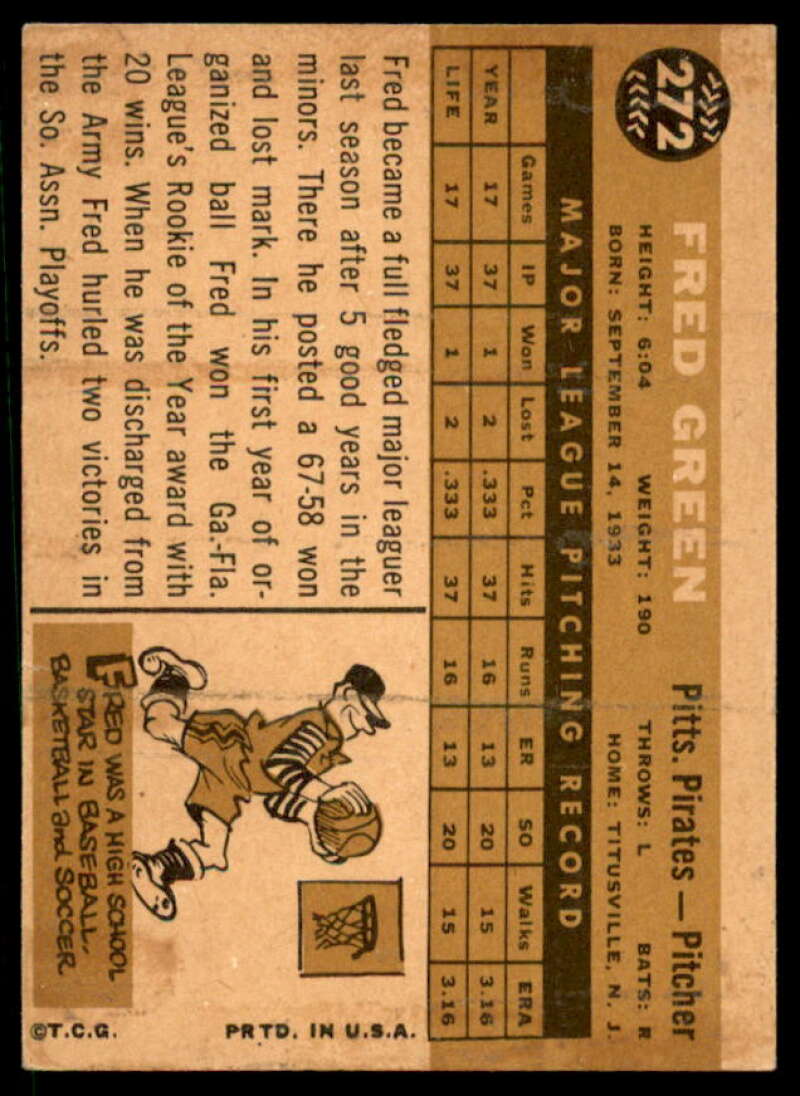 272
FRED GREEN Pitts. Pirates — Pitcher
HEIGHT: 6:04 WEIGHT: 190 THROWS: L BATS: R
BORN: SEPTEMBER 14, 1933 HOME: TITUSVILLE, N. J.
MAJOR LEAGUE PITCHING RECORD
Games IP Won Lost Pct Hits Runs ER SO Walks ERA
YEAR 17 37 1 2 .333 37 16 13 20 15 3.16
LIFE 17 37 1 2 .333 37 16 13 20 15 3.16
Fred became a full fledged major leaguer
last season after 5 good years in the
minors. There he posted a 67-58 won
and lost mark. In his first year of or-
ganized ball Fred won the Ga.-Fla.
League's Rookie of the Year award with
20 wins. When he was discharged from
the Army Fred hurled two victories in
the So. Assn. Playoffs.
FRED WAS A HIGH SCHOOL
STAR IN BASEBALL,
BASKETBALL and SOCCER.
©T.C.G. PRTD. IN U.S.A.